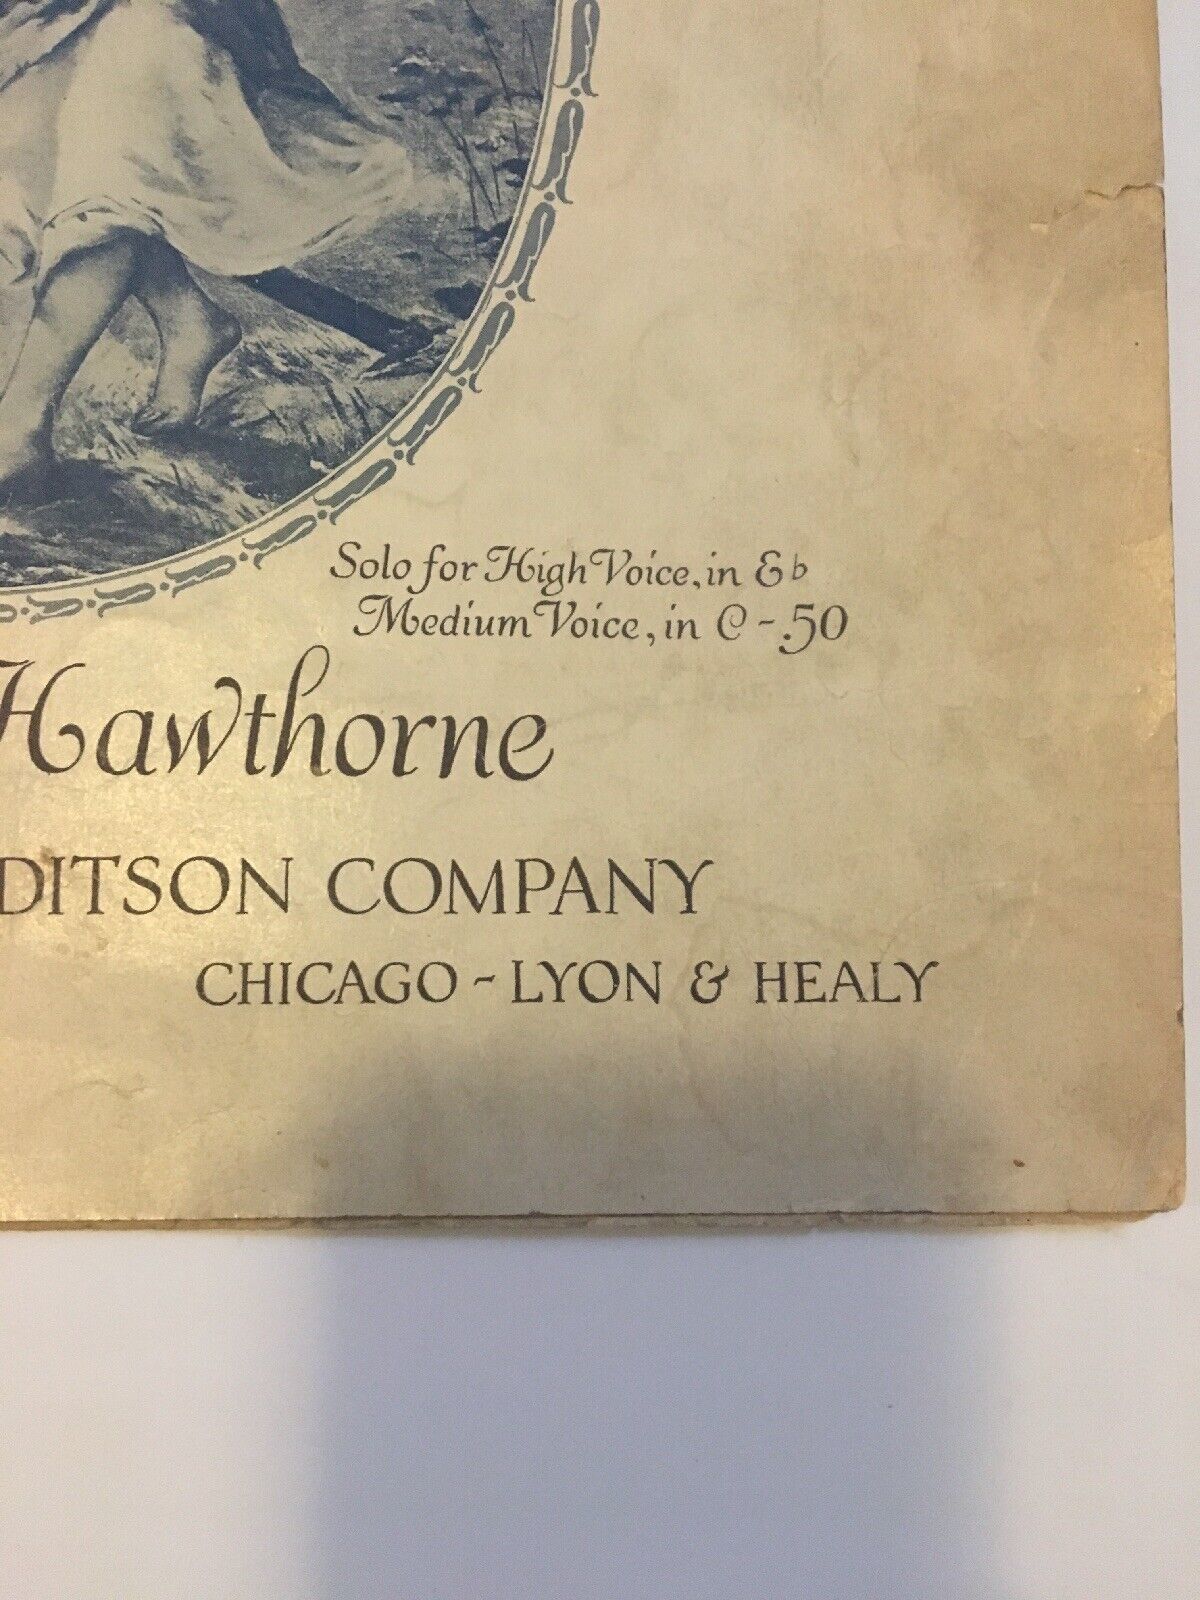 Solo for High Voice, in E♭
Medium Voice, in C - .50
Hawthorne
DITSON COMPANY
CHICAGO - LYON & HEALY